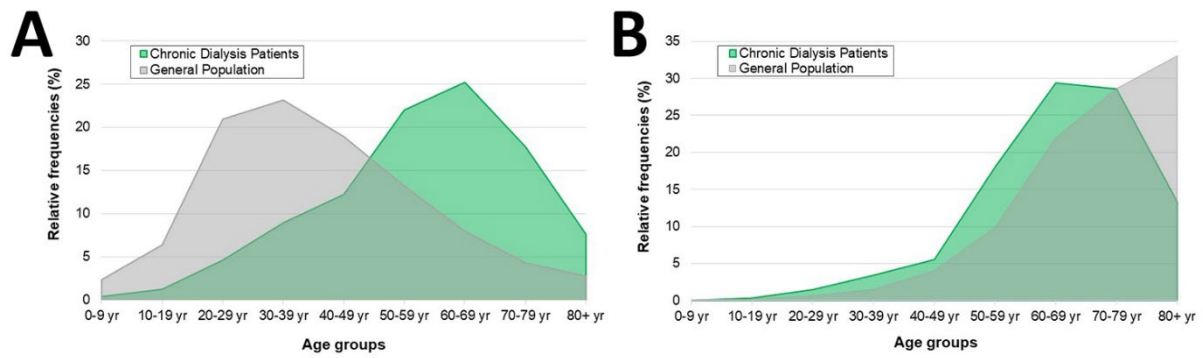 A
Relative frequencies (%)
30
25
20
15
10
5
0
Chronic Dialysis Patients
General Population
0-9 yr 10-19 yr 20-29 yr 30-39 yr 40-49 yr 50-59 yr 60-69 yr 70-79 yr 80+ yr
Age groups
B
Relative frequencies (%)
35
30
25
20
15
10
5
0
Chronic Dialysis Patients
General Population
0-9 yr 10-19 yr 20-29 yr 30-39 yr 40-49 yr 50-59 yr 60-69 yr 70-79 yr 80+ yr
Age groups